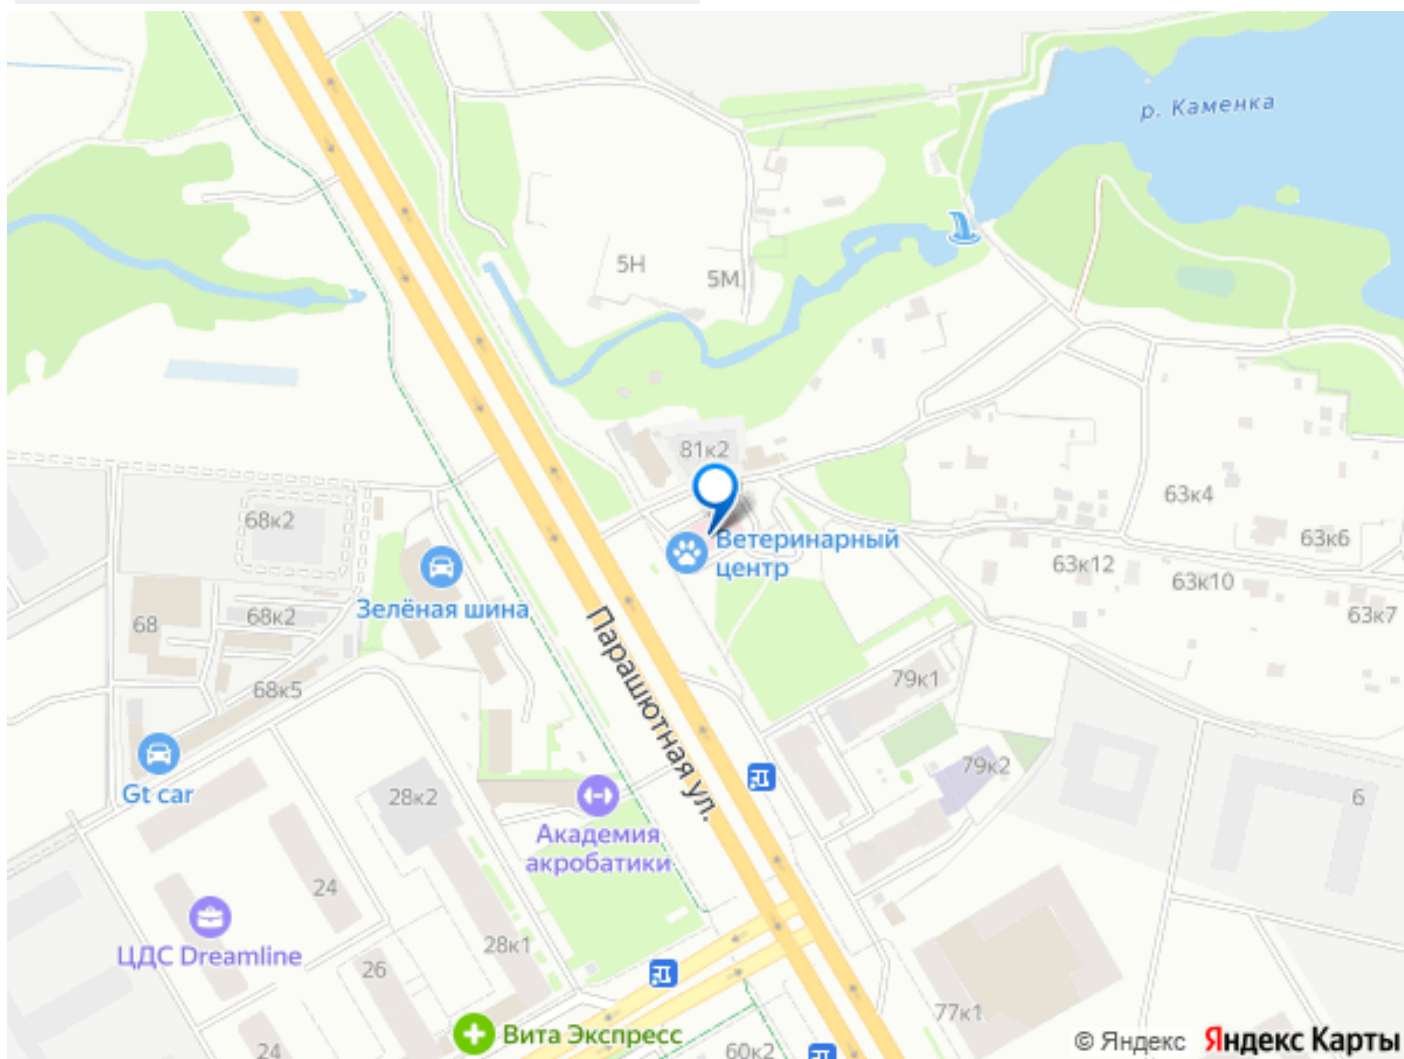 р. Каменка
5Н
5М
81к2
63к4
68к2
Ветеринарный
центр
63к6
63к12
63к10
Зелёная шина
68к2
68
63к7
Парашютная ул.
79к1
68к5
79к2
Gt car
28к2
6
Академия
акробатики
24
ЦДС Dreamline
28к1
26
77к1
Вита Экспресс
24
60к2
© Яндекс Яндекс Карты